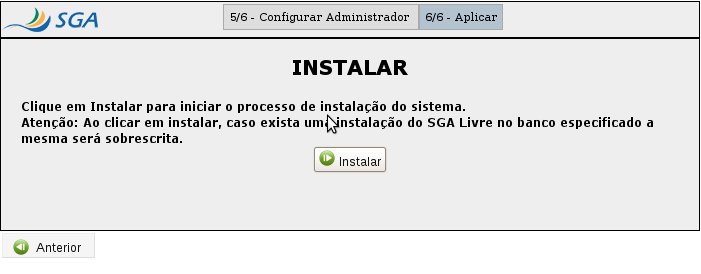 SGA
5/6 - Configurar Administrador
6/6 - Aplicar
INSTALAR
Clique em Instalar para iniciar o processo de instalação do sistema.
Atenção: Ao clicar em instalar, caso exista uma instalação do SGA Livre no banco especificado a
mesma será sobrescrita.
Instalar
Anterior